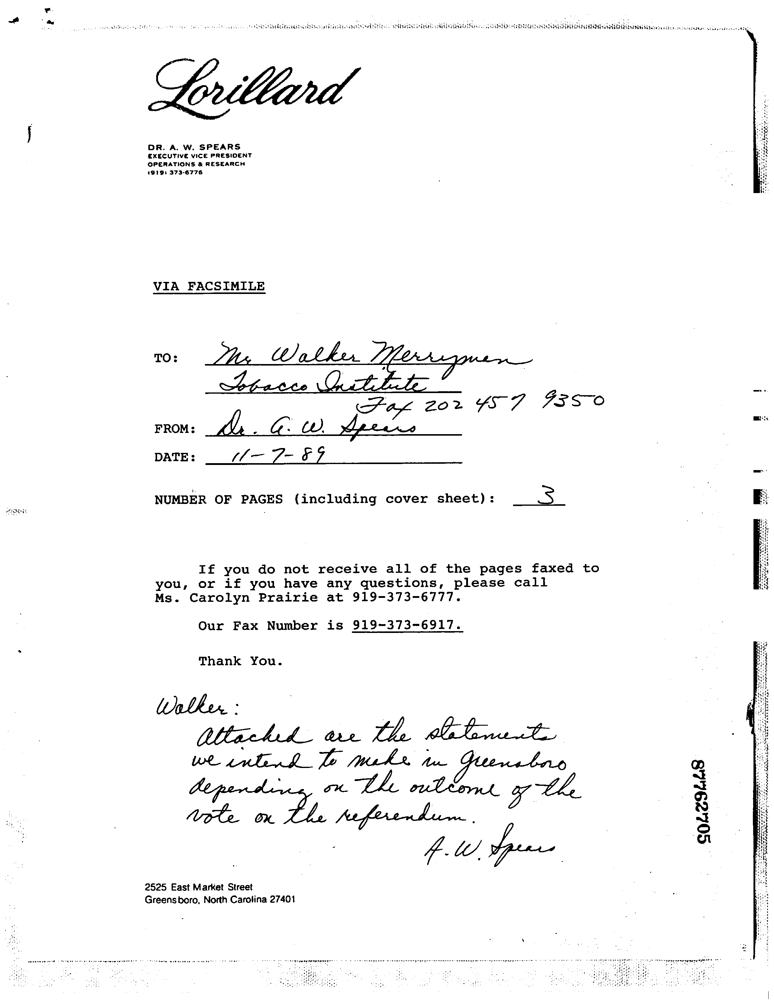 Lorillard
DR. A. W. SPEARS
EXECUTIVE VICE PRESIDENT
OPERATIONS & RESEARCH
(919) 373-6776
VIA FACSIMILE
TO: Mr Walker Merryman
Tobacco Institute
Fax 202 457 9350
FROM: Dr. A. W. Spears
DATE: 11-7-89
NUMBER OF PAGES (including cover sheet): 3
If you do not receive all of the pages faxed to
you, or if you have any questions, please call
Ms. Carolyn Prairie at 919-373-6777.
Our Fax Number is 919-373-6917.
Thank You.
Walker:
Attached are the statements
we intend to make in Greensboro
depending on the outcome of the
vote on the referendum.
A. W. Spears
87762705
2525 East Market Street
Greensboro, North Carolina 27401